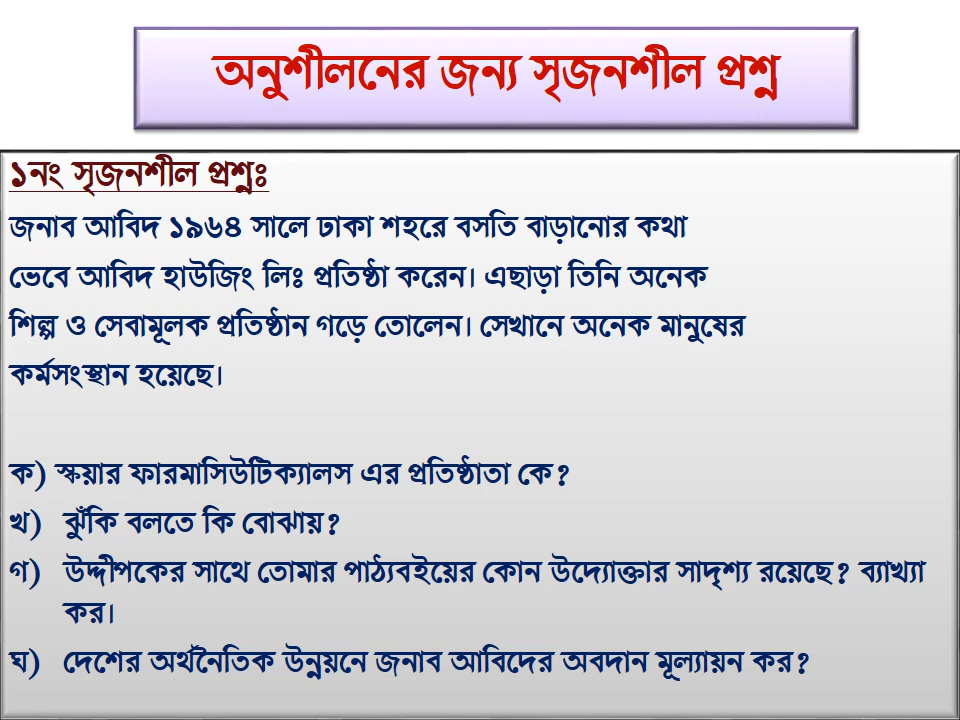 অনুশীলনের জন্য সৃজনশীল প্রশ্ন
১নং সৃজনশীল প্রশ্নঃ
জনাব আবিদ ১৯৬৪ সালে ঢাকা শহরে বসতি বাড়ানোর কথা
ভেবে আবিদ হাউজিং লিঃ প্রতিষ্ঠা করেন। এছাড়া তিনি অনেক
শিল্প ও সেবামূলক প্রতিষ্ঠান গড়ে তোলেন। সেখানে অনেক মানুষের
কর্মসংস্থান হয়েছে।
ক) স্কয়ার ফারমাসিউটিক্যালস এর প্রতিষ্ঠাতা কে?
খ) ঝুঁকি বলতে কি বোঝায়?
গ) উদ্দীপকের সাথে তোমার পাঠ্যবইয়ের কোন উদ্যোক্তার সাদৃশ্য রয়েছে? ব্যাখ্যা
কর।
ঘ) দেশের অর্থনৈতিক উন্নয়নে জনাব আবিদের অবদান মূল্যায়ন কর?